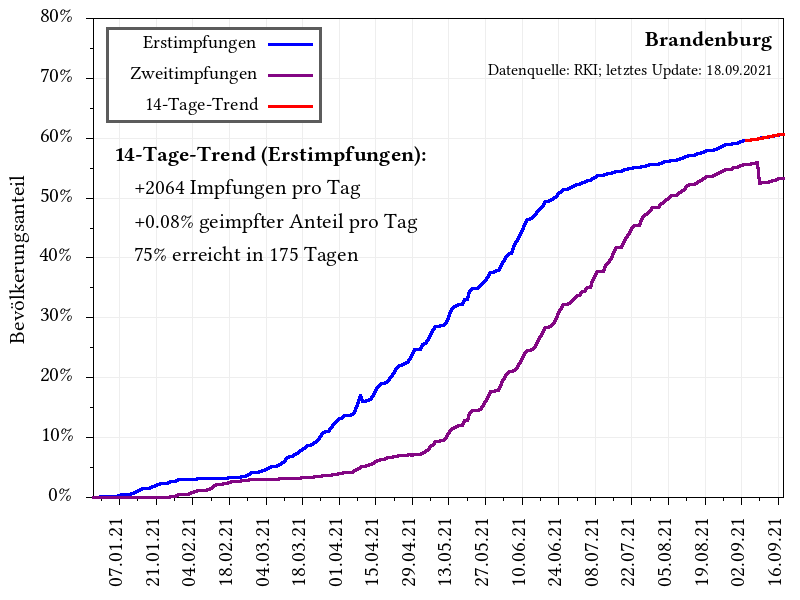 80%
70%
60%
50%
40%
30%
20%
10%
0%
Bevölkerungsanteil
Erstimpfungen
Zweitimpfungen
14-Tage-Trend
Brandenburg
Datenquelle: RKI; letztes Update: 18.09.2021
14-Tage-Trend (Erstimpfungen):
+2064 Impfungen pro Tag
+0.08% geimpfter Anteil pro Tag
75% erreicht in 175 Tagen
07.01.21
21.01.21
04.02.21
18.02.21
04.03.21
18.03.21
01.04.21
15.04.21
29.04.21
13.05.21
27.05.21
10.06.21
24.06.21
08.07.21
22.07.21
05.08.21
19.08.21
02.09.21
16.09.21